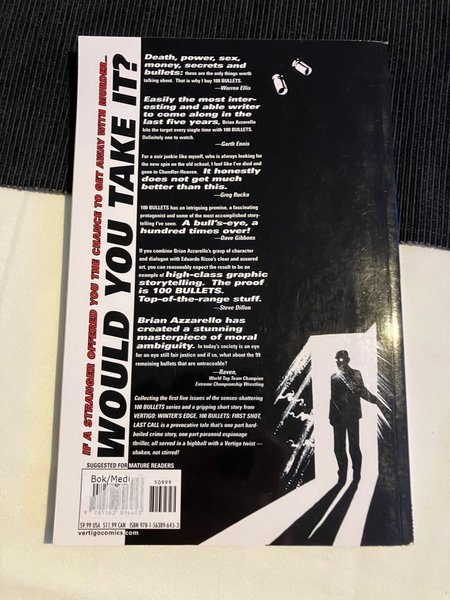 IF A STRANGER OFFERED YOU THE CHANCE TO GET AWAY WITH MURDER...
WOULD YOU TAKE IT?
Death, power, sex,
money, secrets and
bullets: these are the only things worth
talking about. That is why I buy 100 BULLETS.
—Warren Ellis
Easily the most inter-
esting and able writer
to come along in the
last five years, Brian Azzarello
hits the target every single time with 100 BULLETS.
Definitely one to watch.
—Garth Ennis
For a noir junkie like myself, who is always looking for
the new spin on the old school, I feel like I've died and
gone to Chandler-Heaven. It honestly
does not get much
better than this.
—Greg Rucka
100 BULLETS has an intriguing premise, a fascinating
protagonist and some of the most accomplished story-
telling I've seen. A bull's-eye, a
hundred times over!
—Dave Gibbons
If you combine Brian Azzarello's grasp of character
and dialogue with Eduardo Risso's clear and assured
art, you can reasonably expect the result to be an
example of high-class graphic
storytelling. The proof
is 100 BULLETS.
Top-of-the-range stuff.
—Steve Dillon
Brian Azzarello has
created a stunning
masterpiece of moral
ambiguity. In today's society is an eye
for an eye still fair justice and if so, what about the 99
remaining bullets that are untraceable?
—Raven,
World Tag Team Champion
Extreme Championship Wrestling
Collecting the first five issues of the senses-shattering
100 BULLETS series and a gripping short story from
VERTIGO: WINTER'S EDGE, 100 BULLETS: FIRST SHOT,
LAST CALL is a provocative tale that's one part hard-
boiled crime story, one part paranoid espionage
thriller, all served in a highball with a Vertigo twist —
shaken, not stirred!
SUGGESTED FOR MATURE READERS
Bok/Medi
50999
9 781563 896453
$9.99 USA $11.99 CAN ISBN 978-1-56389-645-3
vertigocomics.com